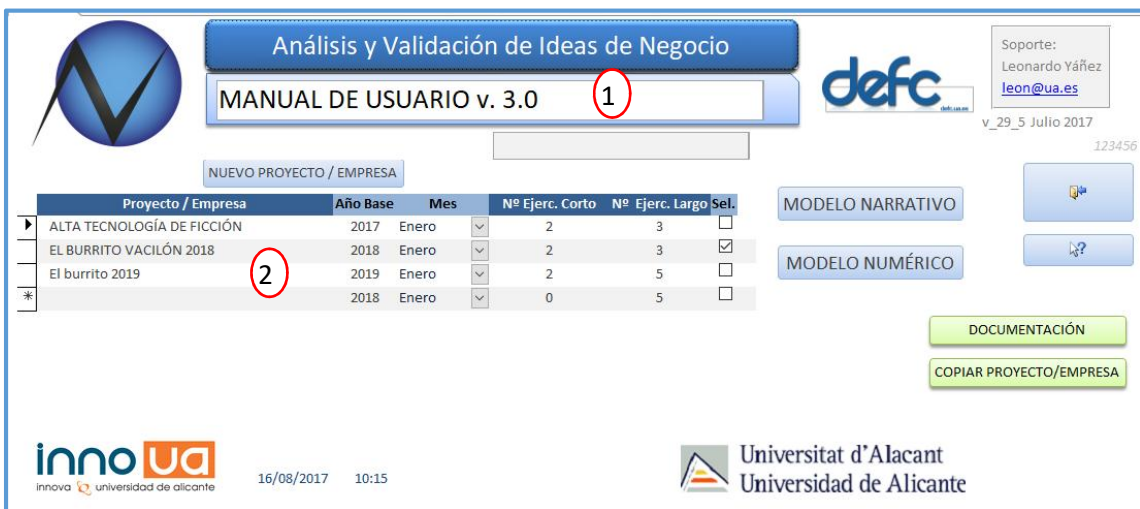 Análisis y Validación de Ideas de Negocio
MANUAL DE USUARIO v. 3.0
1
defc
defc.ua.es
Soporte:
Leonardo Yáñez
leon@ua.es
v_29_5 Julio 2017
123456
NUEVO PROYECTO / EMPRESA
Proyecto / Empresa Año Base Mes Nº Ejerc. Corto Nº Ejerc. Largo Sel.
ALTA TECNOLOGÍA DE FICCIÓN 2017 Enero 2 3
EL BURRITO VACILÓN 2018 2018 Enero 2 3
El burrito 2019 2019 Enero 2 5
2
* 2018 Enero 0 5
MODELO NARRATIVO
MODELO NUMÉRICO
?
DOCUMENTACIÓN
COPIAR PROYECTO/EMPRESA
inno ua
innova universidad de alicante
16/08/2017 10:15
Universitat d'Alacant
Universidad de Alicante